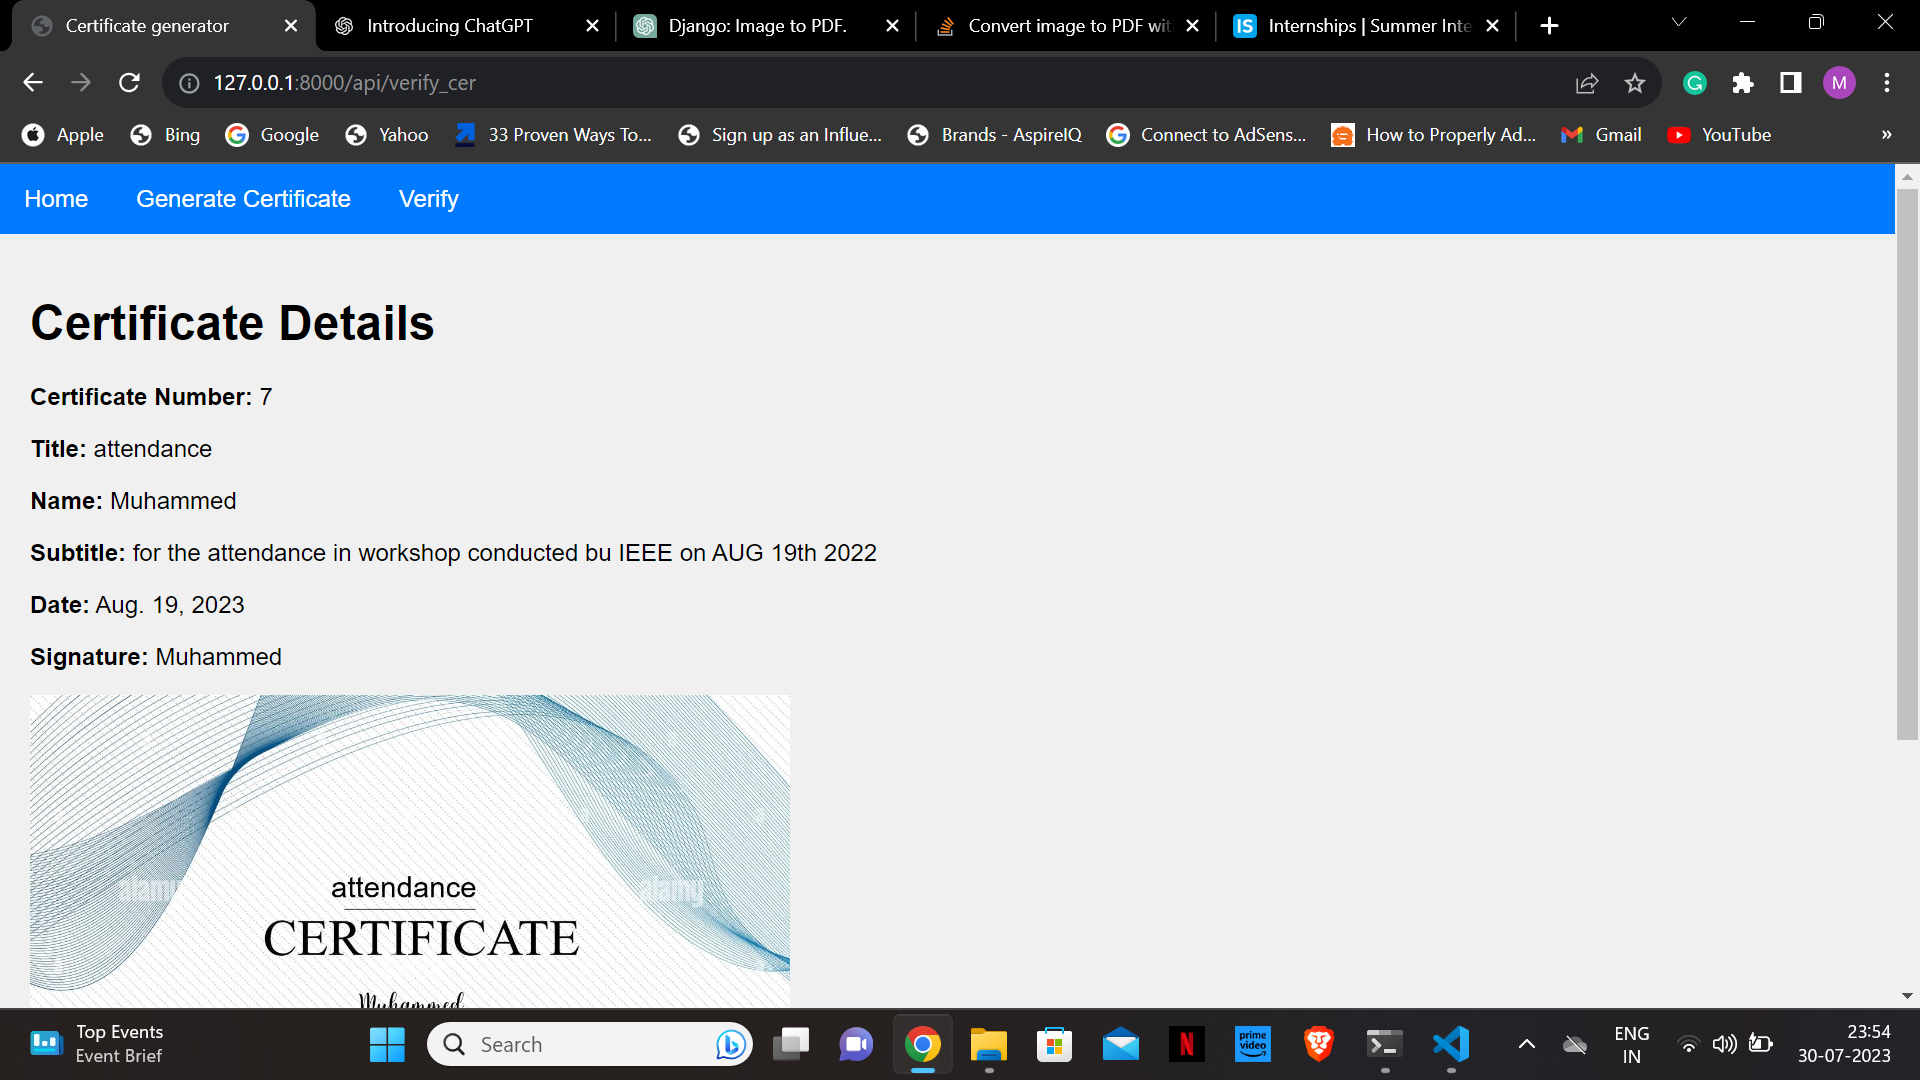 Certificate generator
Introducing ChatGPT
Django: Image to PDF.
Convert image to PDF wit
Internships | Summer Inte
127.0.0.1:8000/api/verify_cer
M
Apple
Bing
Google
Yahoo
33 Proven Ways To...
Sign up as an Influe...
Brands - AspireIQ
Connect to AdSens...
How to Properly Ad...
Gmail
YouTube
»
Home
Generate Certificate
Verify
Certificate Details
Certificate Number: 7
Title: attendance
Name: Muhammed
Subtitle: for the attendance in workshop conducted bu IEEE on AUG 19th 2022
Date: Aug. 19, 2023
Signature: Muhammed
alamy
alamy
attendance
CERTIFICATE
Muhammed
Top Events
Event Brief
Search
prime
video
ENG
IN
23:54
30-07-2023